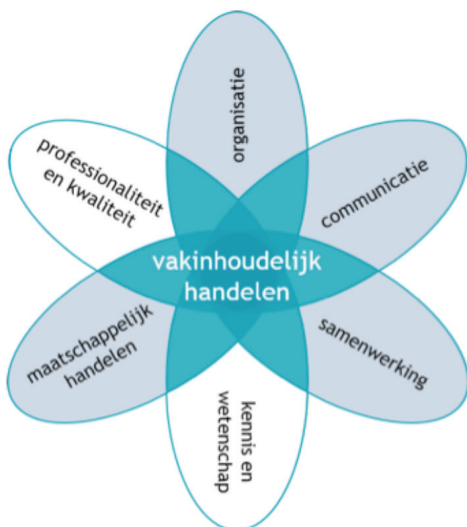 organisatie
communicatie
samenwerking
kennis en
wetenschap
maatschappelijk
handelen
professionaliteit
en kwaliteit
vakinhoudelijk
handelen